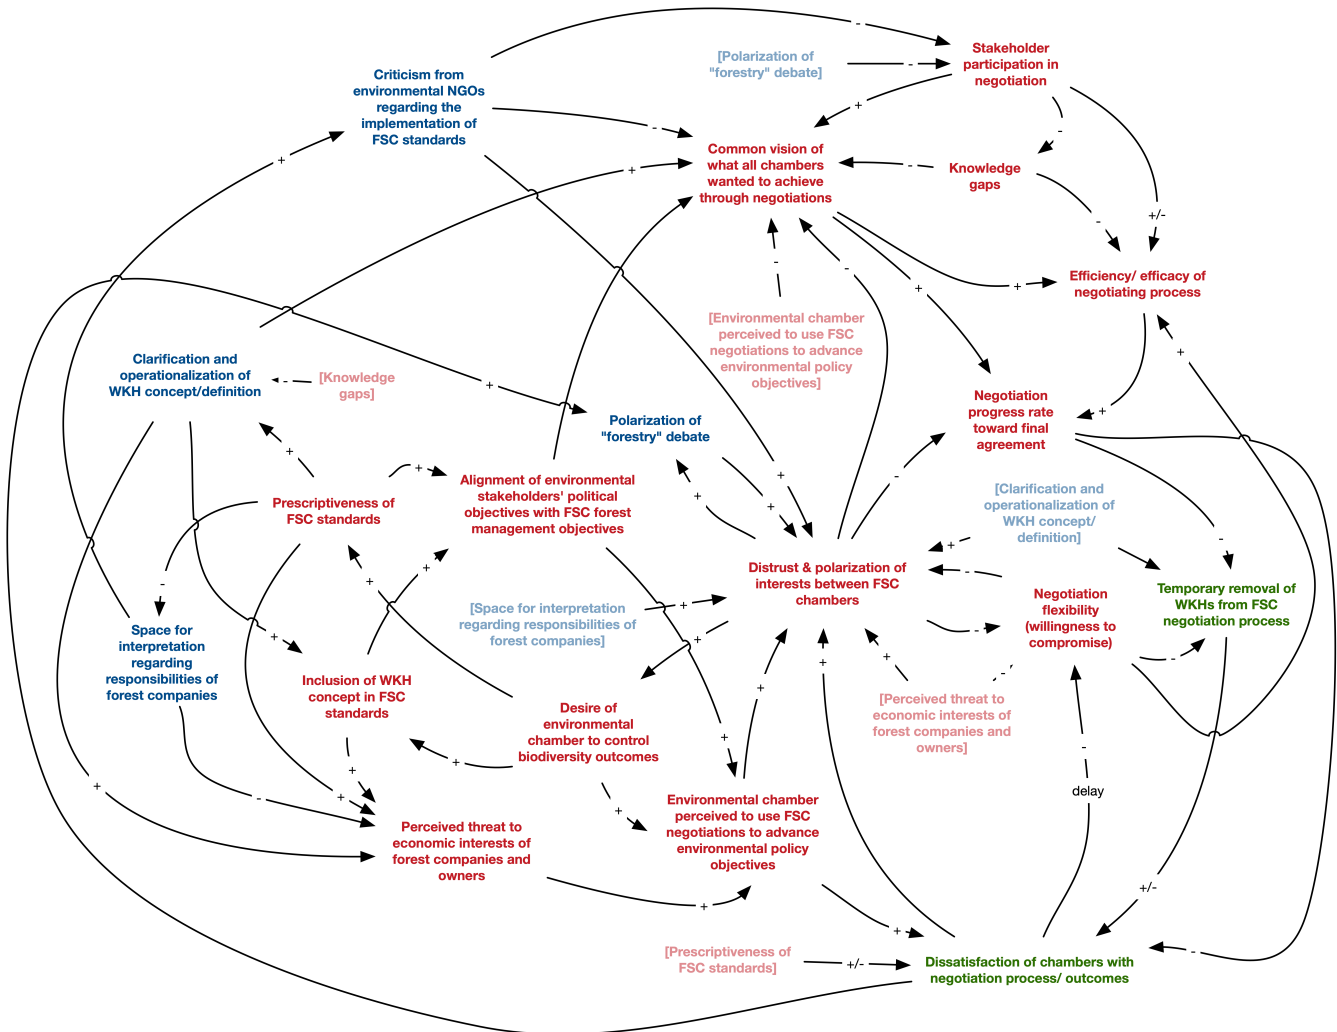 Criticism from
environmental NGOs
regarding the
implementation of
FSC standards
[Polarization of
"forestry" debate]
Stakeholder
participation in
negotiation
-
-
+
-
-
Common vision of
what all chambers
wanted to achieve
through negotiations
Knowledge
gaps
-
+
+
-
+/-
-
-
+
+
Efficiency/ efficacy of
negotiating process
[Environmental chamber
perceived to use FSC
negotiations to advance
environmental policy
objectives]
Clarification and
operationalization of
WKH concept/definition
-
[Knowledge
gaps]
+
+
Polarization of
"forestry" debate
Negotiation
progress rate
toward final
agreement
+
+
+
+
Alignment of environmental
stakeholders' political
objectives with FSC forest
management objectives
+
+
+
-
Prescriptiveness of
FSC standards
[Clarification and
operationalization of
WKH concept/
definition]
+
-
Distrust & polarization of
interests between FSC
chambers
-
-
+
+
Temporary removal of
WKHs from FSC
negotiation process
Negotiation
flexibility
(willingness to
compromise)
[Space for interpretation
regarding responsibilities of
forest companies]
+
-
-
Space for
interpretation
regarding
responsibilities of
forest companies
+
+
+
+
-
Inclusion of WKH
concept in FSC
standards
Desire of
environmental
chamber to control
biodiversity outcomes
+
[Perceived threat to
economic interests of
forest companies and
owners]
+
-
+
+
+
+
-
+
delay
Environmental chamber
perceived to use FSC
negotiations to advance
environmental policy
objectives
Perceived threat to
economic interests of
forest companies and
owners
+
+/-
+
[Prescriptiveness of
FSC standards]
+/-
Dissatisfaction of chambers with
negotiation process/ outcomes
-